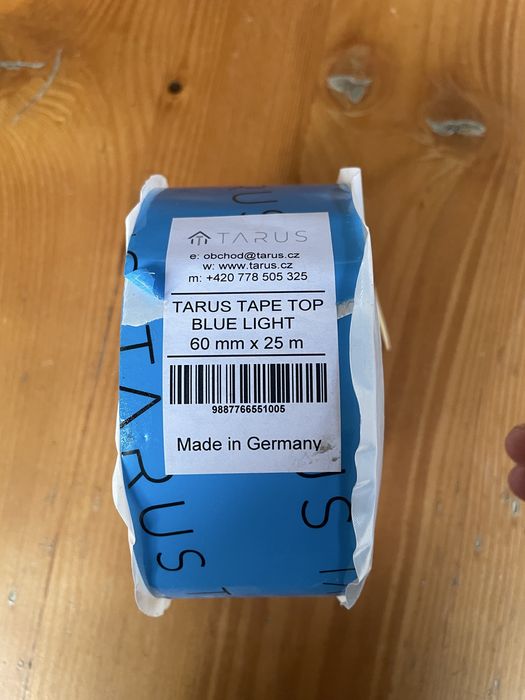 TARUS
e: obchod@tarus.cz
w: www.tarus.cz
m: +420 778 505 325
TARUS TAPE TOP
BLUE LIGHT
60 mm x 25 m
9887766551005
Made in Germany
TARUS T
US